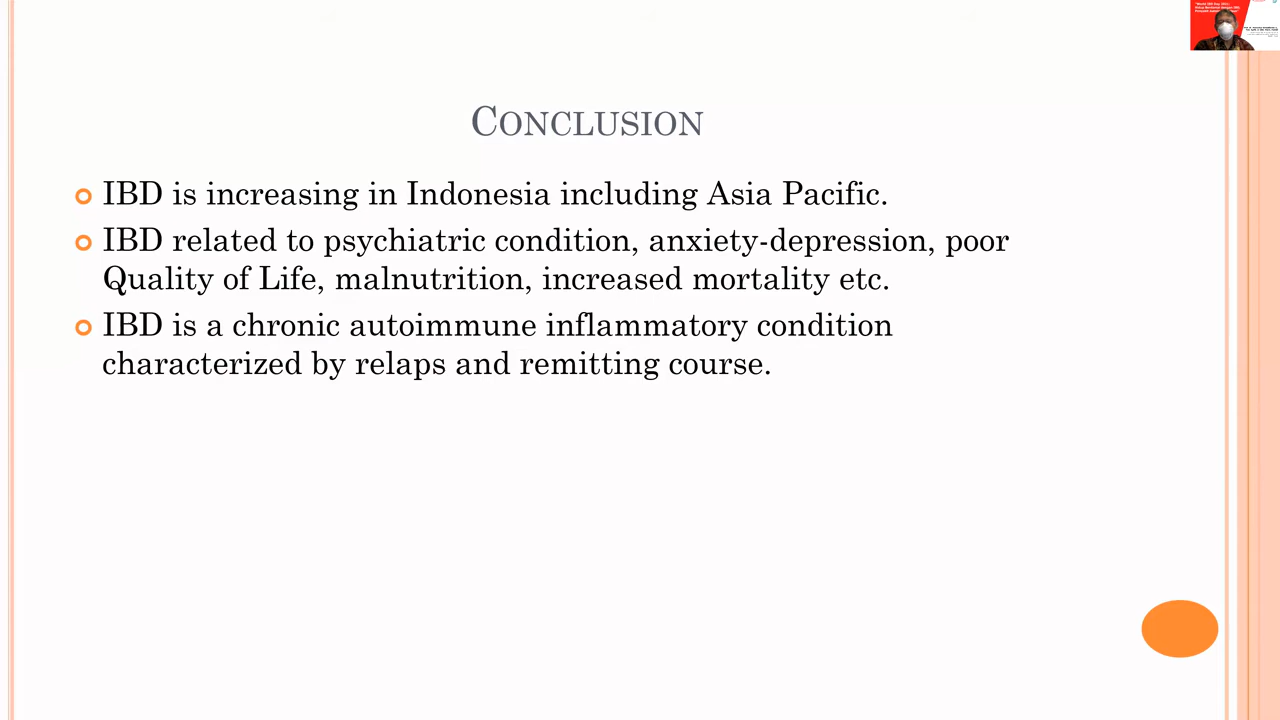 CONCLUSION
IBD is increasing in Indonesia including Asia Pacific.
IBD related to psychiatric condition, anxiety-depression, poor
Quality of Life, malnutrition, increased mortality etc.
IBD is a chronic autoimmune inflammatory condition
characterized by relaps and remitting course.